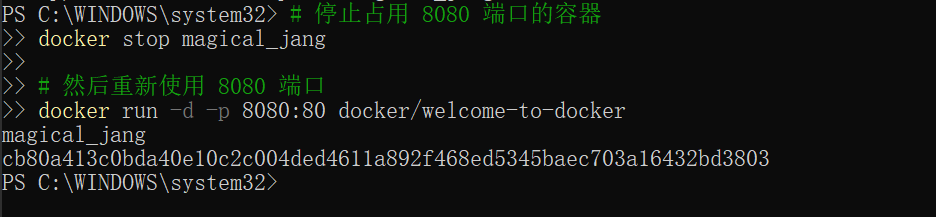 PS C:\WINDOWS\system32> # 停止占用 8080 端口的容器
>> docker stop magical_jang
>>
>> # 然后重新使用 8080 端口
>> docker run -d -p 8080:80 docker/welcome-to-docker
magical_jang
cb80a413c0bda40e10c2c004ded4611a892f468ed5345baec703a16432bd3803
PS C:\WINDOWS\system32>